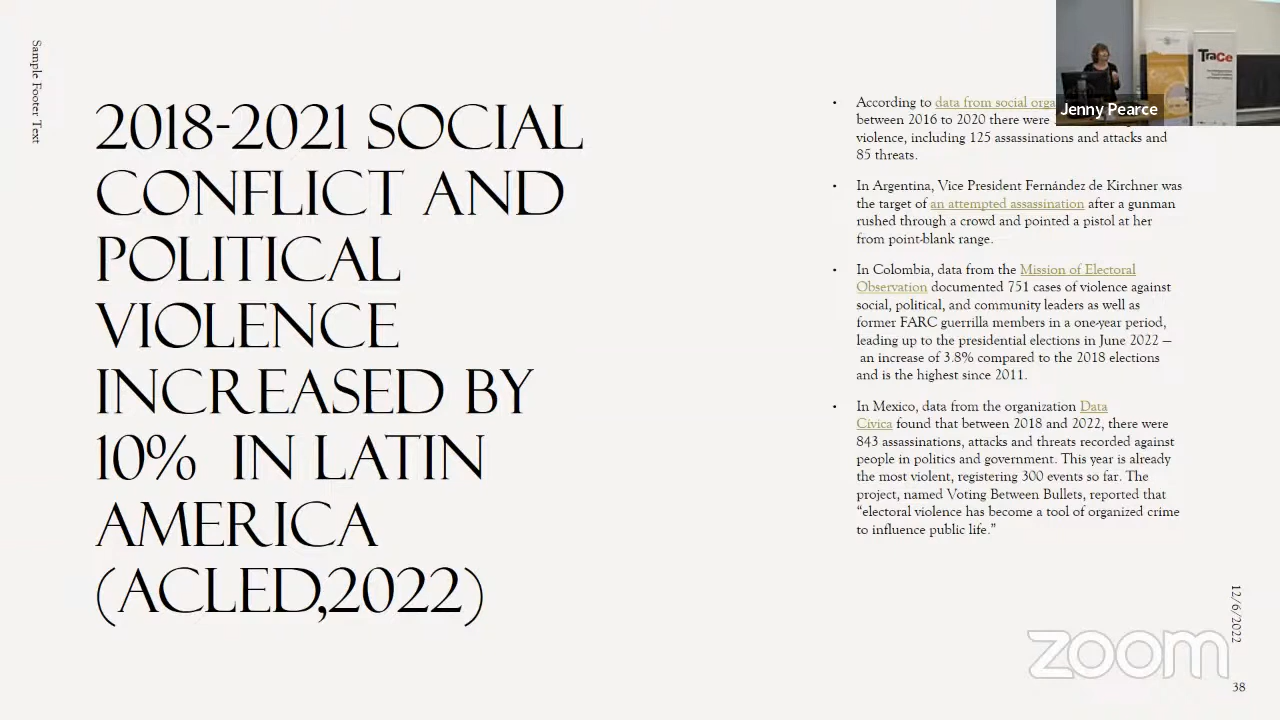 Sample Footer Text
2018-2021 SOCIAL
CONFLICT AND
POLITICAL
VIOLENCE
INCREASED BY
10% IN LATIN
AMERICA
(ACLED,2022)
• According to data from social orga
between 2016 to 2020 there were
violence, including 125 assassinations and attacks and
85 threats.
• In Argentina, Vice President Fernández de Kirchner was
the target of an attempted assassination after a gunman
rushed through a crowd and pointed a pistol at her
from point-blank range.
• In Colombia, data from the Mission of Electoral
Observation documented 751 cases of violence against
social, political, and community leaders as well as
former FARC guerrilla members in a one-year period,
leading up to the presidential elections in June 2022 —
an increase of 3.8% compared to the 2018 elections
and is the highest since 2011.
• In Mexico, data from the organization Data
Cívica found that between 2018 and 2022, there were
843 assassinations, attacks and threats recorded against
people in politics and government. This year is already
the most violent, registering 300 events so far. The
project, named Voting Between Bullets, reported that
“electoral violence has become a tool of organized crime
to influence public life.”
TraCe
Jenny Pearce
12/6/2022
zoom
38